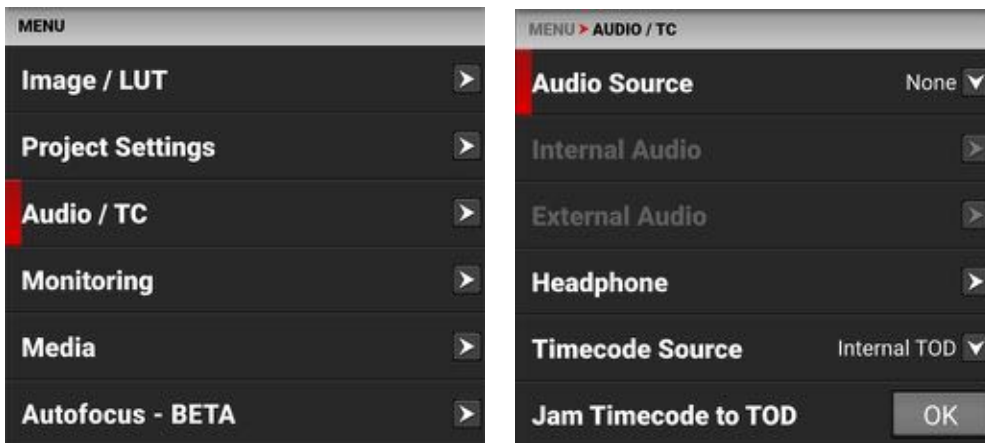 MENU
Image / LUT
Project Settings
Audio / TC
Monitoring
Media
Autofocus - BETA
MENU > AUDIO / TC
Audio Source None
Internal Audio
External Audio
Headphone
Timecode Source Internal TOD
Jam Timecode to TOD OK